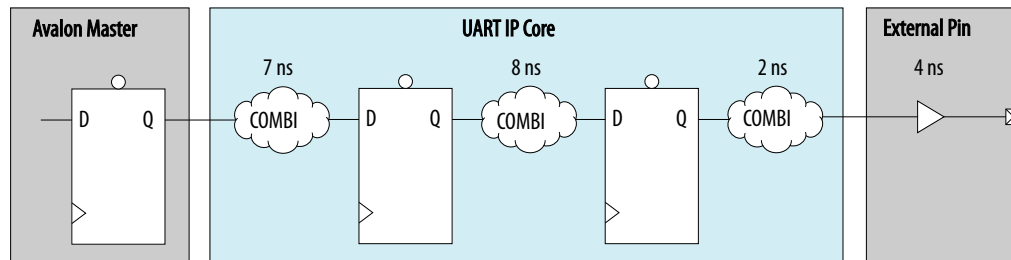 Avalon Master
UART IP Core
External Pin
7 ns
8 ns
2 ns
4 ns
D Q
COMBI
D Q
COMBI
D Q
COMBI